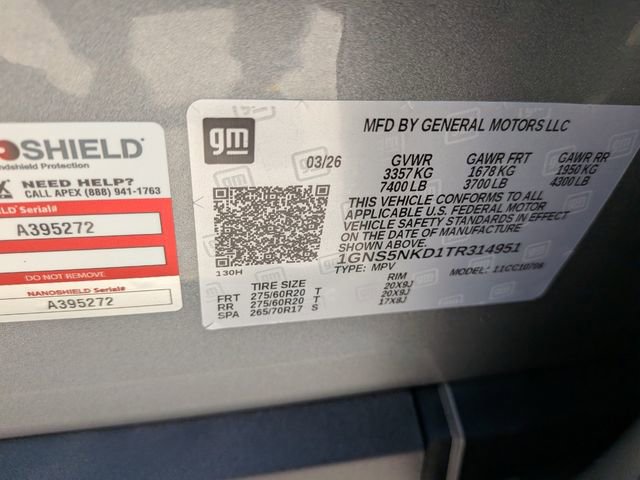 SHIELD
ndshield Protection
NEED HELP?
CALL APEX (888) 941-1763
LD Serial#
A395272
DO NOT REMOVE
NANOSHIELD Serial#
A395272
gm
MFD BY GENERAL MOTORS LLC
03/26 GVWR GAWR FRT GAWR RR
3357 KG 1678 KG 1950 KG
7400 LB 3700 LB 4300 LB
THIS VEHICLE CONFORMS TO ALL
APPLICABLE U.S. FEDERAL MOTOR
VEHICLE SAFETY STANDARDS IN EFFECT
ON THE DATE OF MANUFACTURE
SHOWN ABOVE.
1GNS5NKD1TR314951
TYPE: MPV MODEL: 11CC10706
130H
TIRE SIZE RIM
FRT 275/60R20 T 20X9J
RR 275/60R20 T 20X9J
SPA 265/70R17 S 17X8J